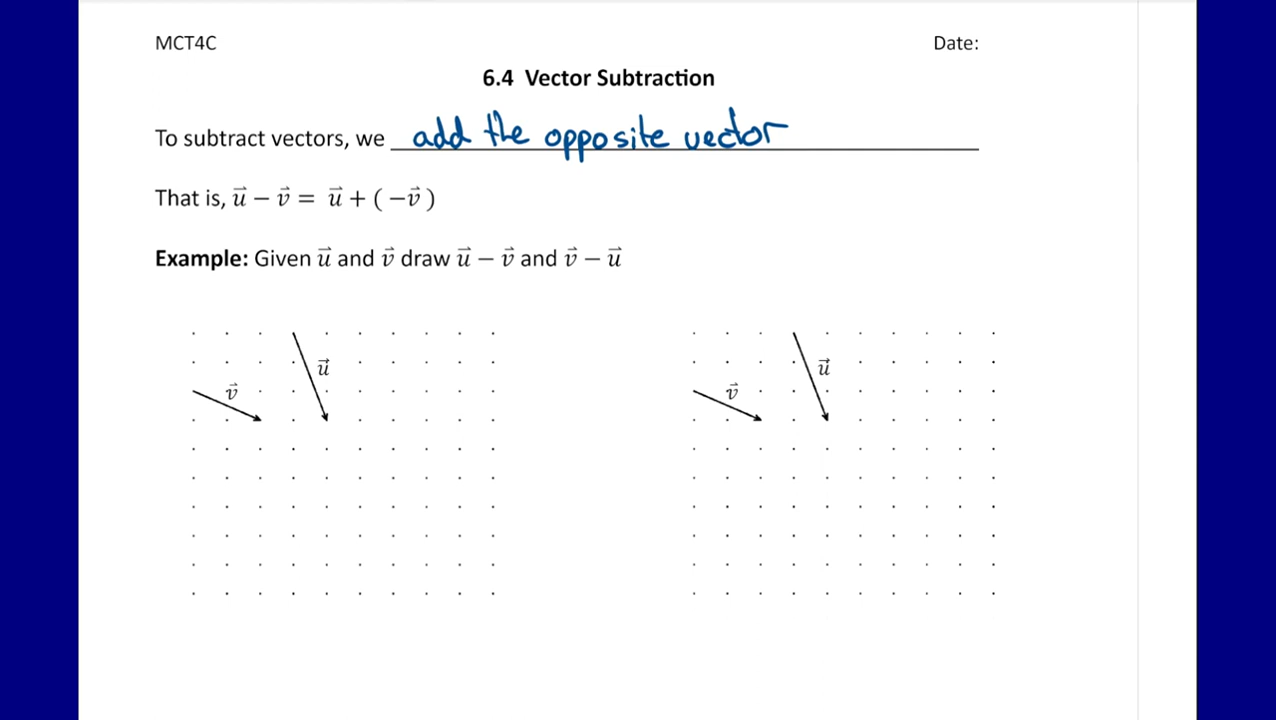 MCT4C Date:
6.4 Vector Subtraction
To subtract vectors, we add the opposite vector
That is, u⃗ − v⃗ = u⃗ + ( −v⃗ )
Example: Given u⃗ and v⃗ draw u⃗ − v⃗ and v⃗ − u⃗
u⃗
v⃗
u⃗
v⃗